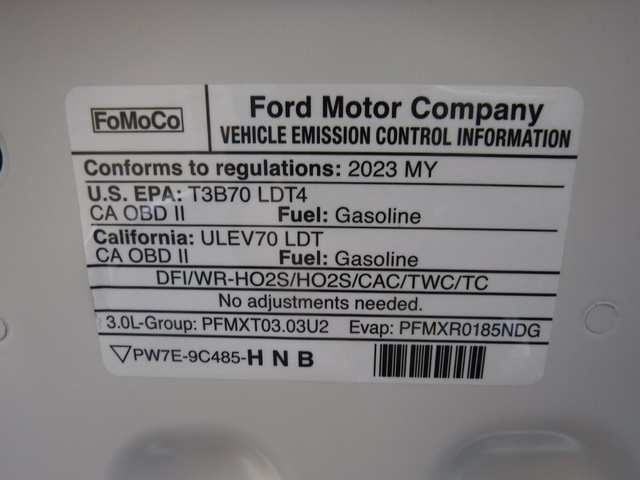 FoMoCo
Ford Motor Company
VEHICLE EMISSION CONTROL INFORMATION
Conforms to regulations: 2023 MY
U.S. EPA: T3B70 LDT4
CA OBD II Fuel: Gasoline
California: ULEV70 LDT
CA OBD II Fuel: Gasoline
DFI/WR-HO2S/HO2S/CAC/TWC/TC
No adjustments needed.
3.0L-Group: PFMXT03.03U2 Evap: PFMXR0185NDG
PW7E-9C485-H N B